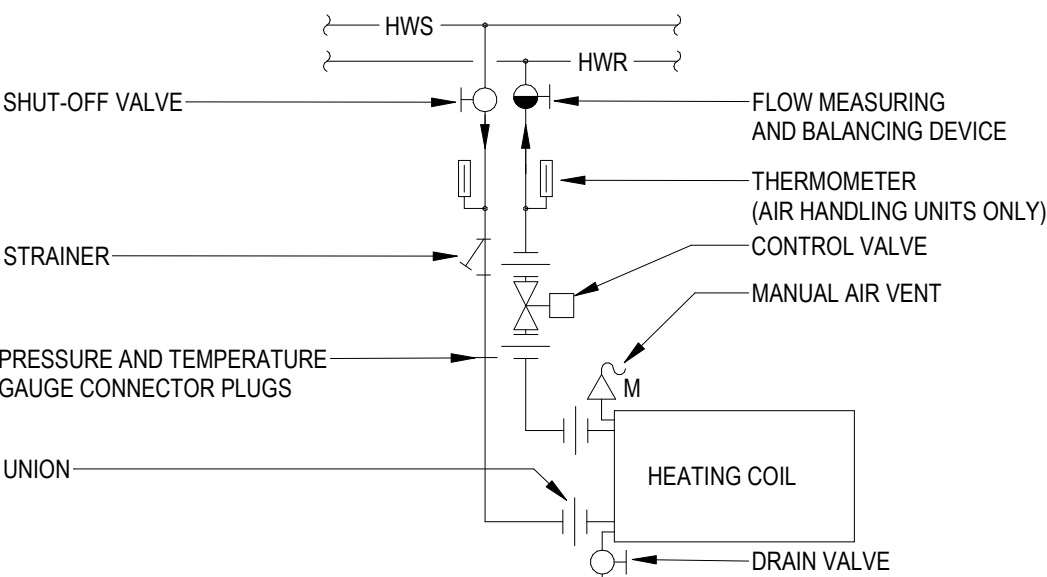 HWS
HWR
SHUT-OFF VALVE
FLOW MEASURING
AND BALANCING DEVICE
THERMOMETER
(AIR HANDLING UNITS ONLY)
STRAINER
CONTROL VALVE
MANUAL AIR VENT
PRESSURE AND TEMPERATURE
GAUGE CONNECTOR PLUGS
M
UNION
HEATING COIL
DRAIN VALVE